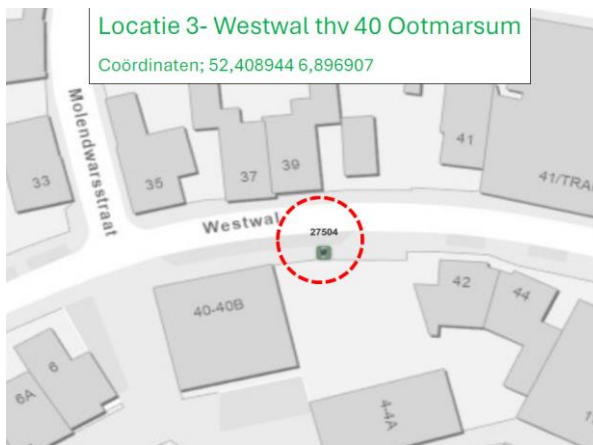 Locatie 3- Westwal thv 40 Ootmarsum
Coördinaten; 52,408944 6,896907
Molendwarsstraat
33
35
37
39
41
41/TRA
Westwal
27504
40-40B
42
44
6
6A
4-4A